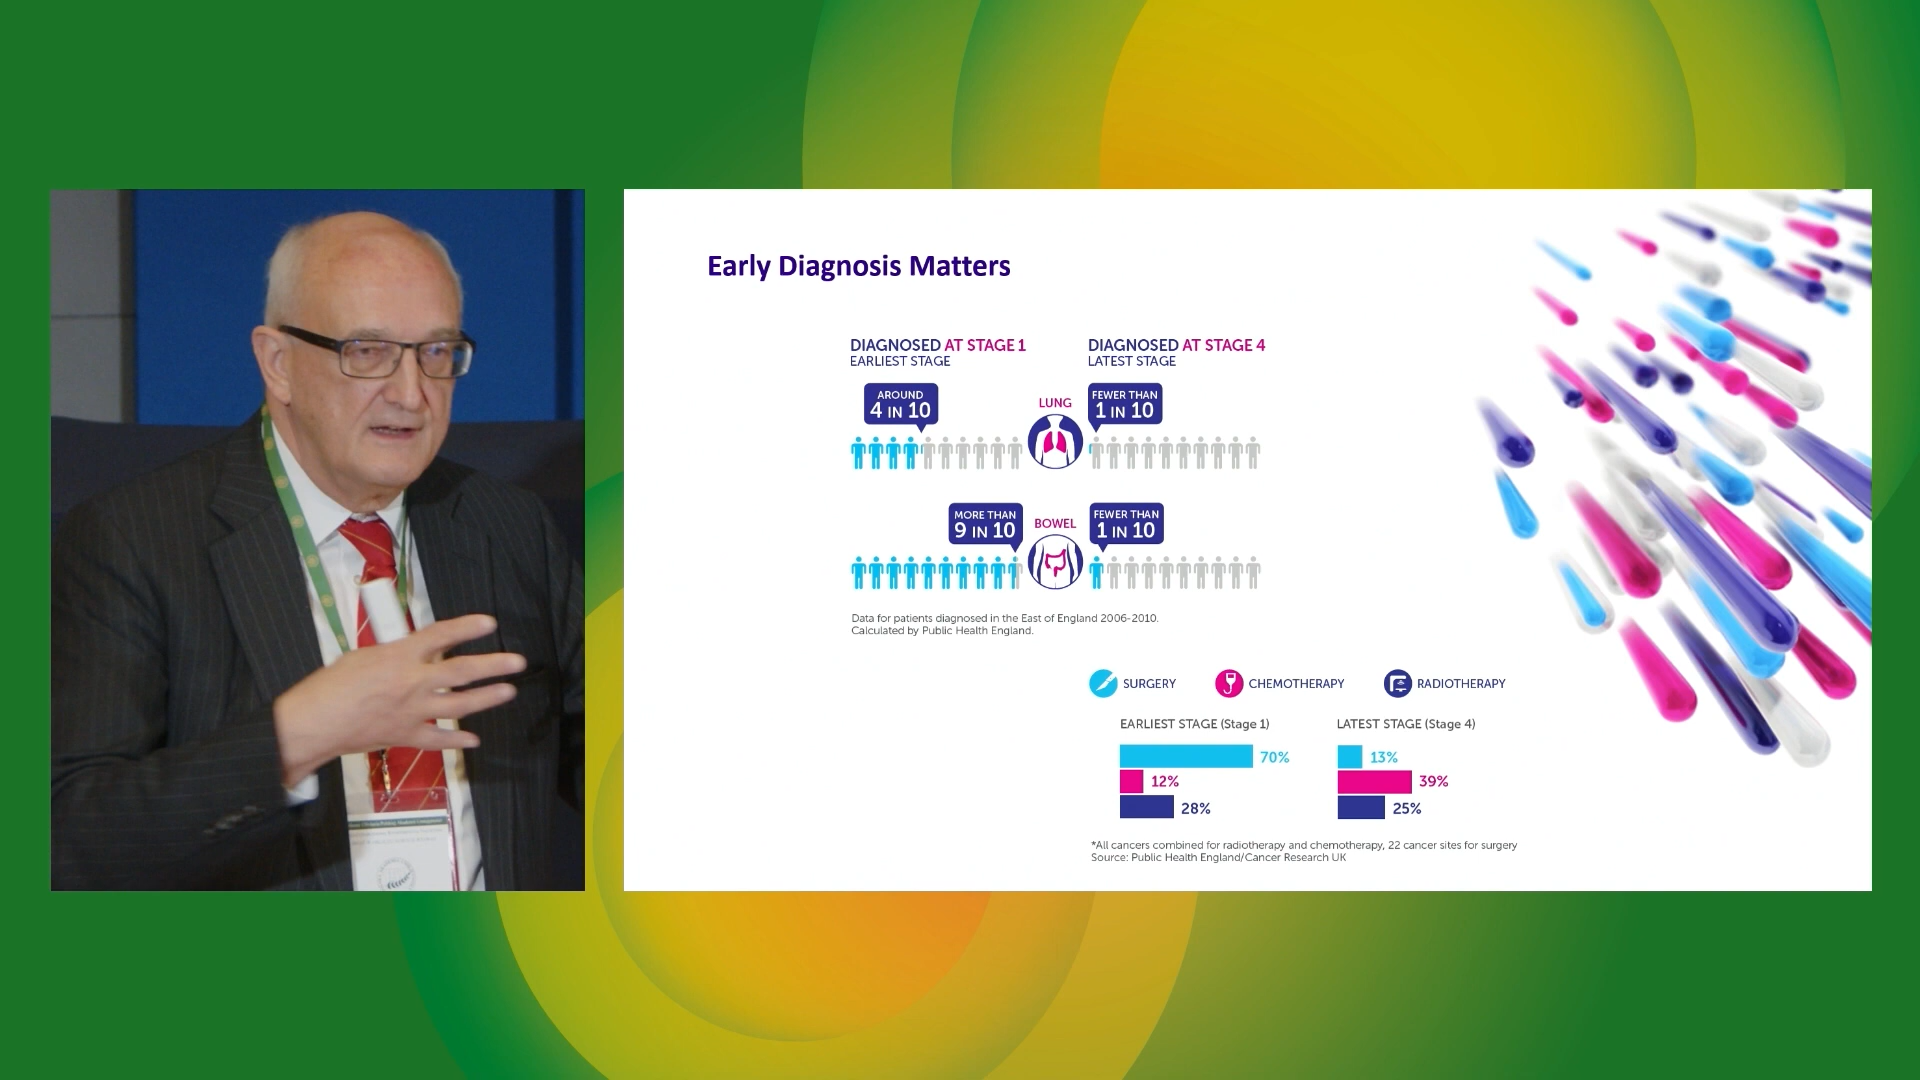 Early Diagnosis Matters
DIAGNOSED AT STAGE 1
EARLIEST STAGE
DIAGNOSED AT STAGE 4
LATEST STAGE
AROUND
4 IN 10
LUNG
FEWER THAN
1 IN 10
MORE THAN
9 IN 10
BOWEL
FEWER THAN
1 IN 10
Data for patients diagnosed in the East of England 2006-2010.
Calculated by Public Health England.
SURGERY
CHEMOTHERAPY
RADIOTHERAPY
EARLIEST STAGE (Stage 1)
70%
12%
28%
LATEST STAGE (Stage 4)
13%
39%
25%
*All cancers combined for radiotherapy and chemotherapy, 22 cancer sites for surgery
Source: Public Health England/Cancer Research UK